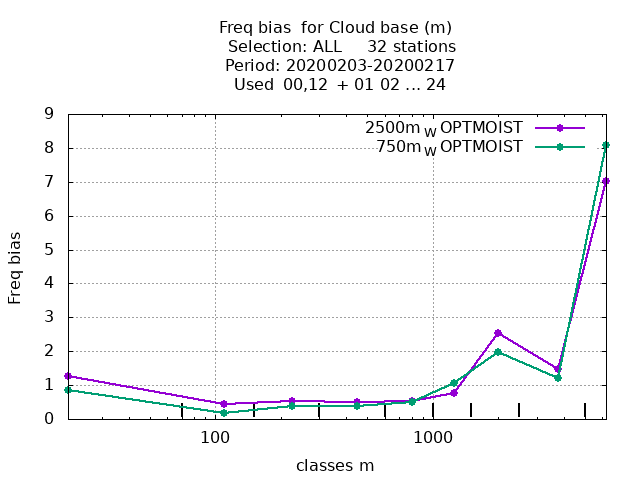 Freq bias  for Cloud base (m)
Selection: ALL     32 stations
Period: 20200203-20200217
Used  00,12  + 01 02 ... 24
2500m W OPTMOIST
750m W OPTMOIST
9
8
7
6
5
4
3
2
1
0
Freq bias
100
1000
classes m